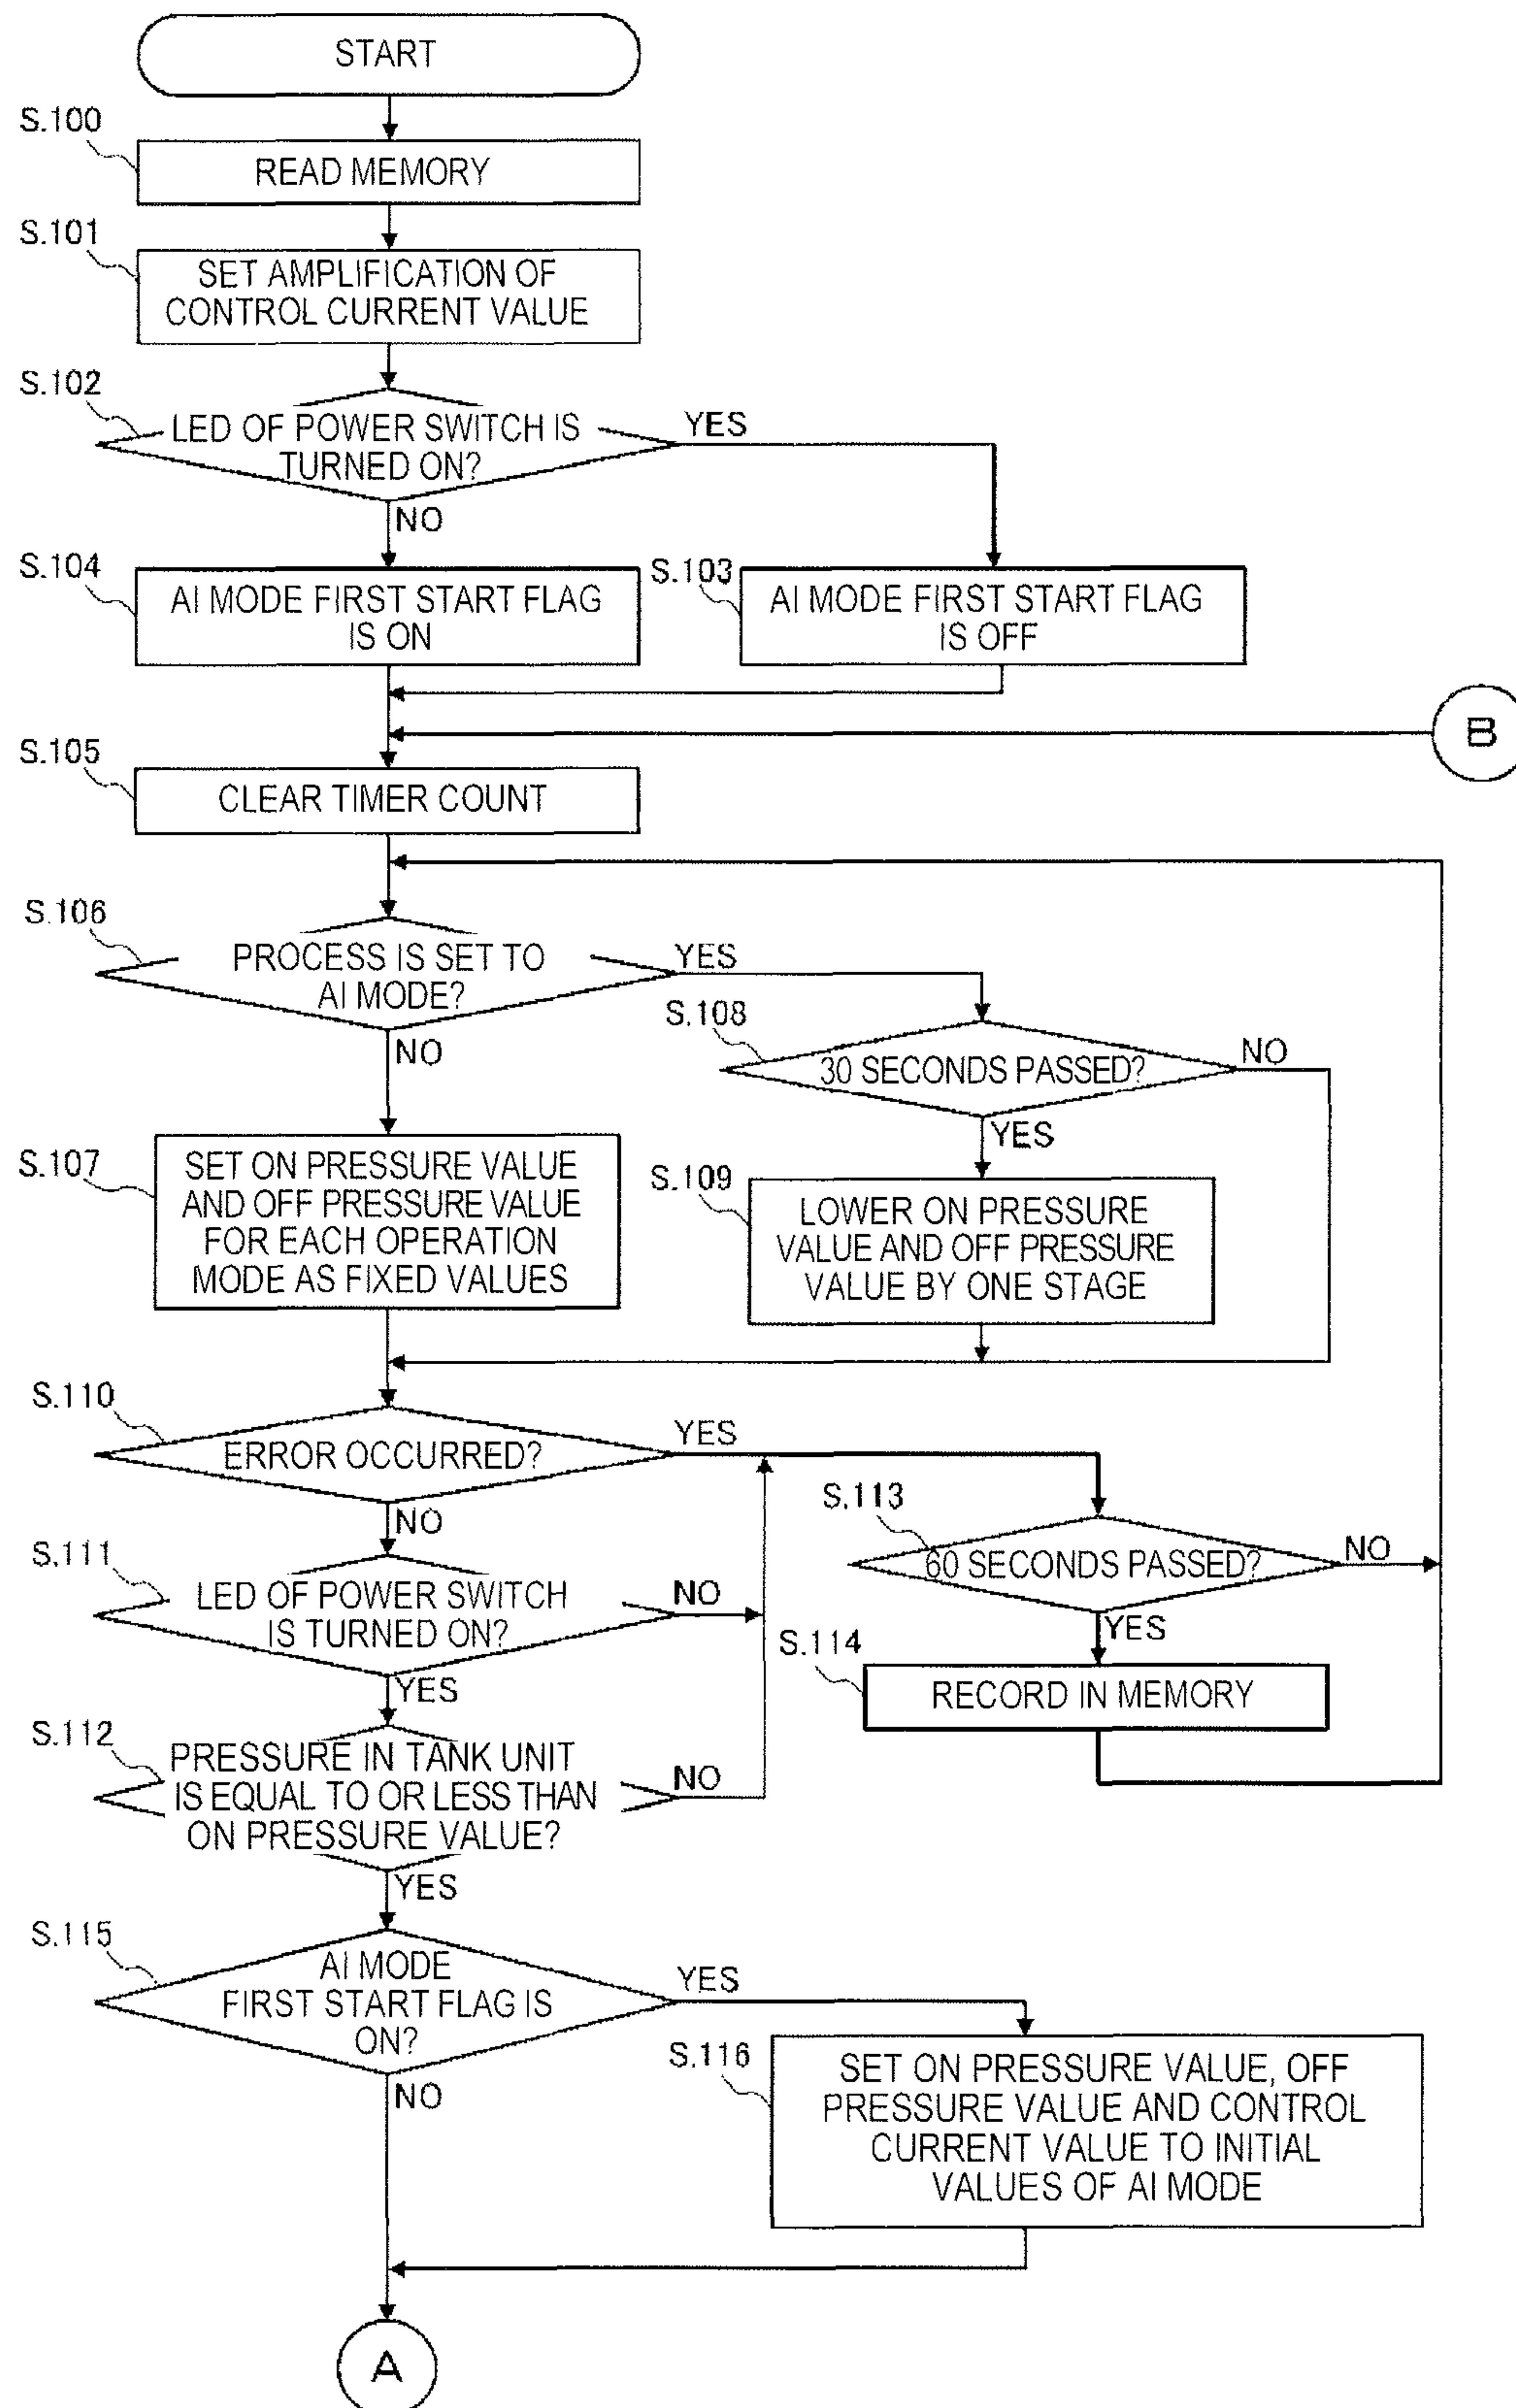 START
S.100
READ MEMORY
S.101
SET AMPLIFICATION OF
CONTROL CURRENT VALUE
S.102
LED OF POWER SWITCH IS
TURNED ON?
YES
NO
S.104
AI MODE FIRST START FLAG
IS ON
S.103
AI MODE FIRST START FLAG
IS OFF
B
S.105
CLEAR TIMER COUNT
S.106
PROCESS IS SET TO
AI MODE?
YES
NO
S.108
30 SECONDS PASSED?
NO
YES
S.107
SET ON PRESSURE VALUE
AND OFF PRESSURE VALUE
FOR EACH OPERATION
MODE AS FIXED VALUES
S.109
LOWER ON PRESSURE
VALUE AND OFF PRESSURE
VALUE BY ONE STAGE
S.110
ERROR OCCURRED?
YES
NO
S.113
60 SECONDS PASSED?
NO
YES
S.111
LED OF POWER SWITCH
IS TURNED ON?
NO
YES
S.114
RECORD IN MEMORY
S.112
PRESSURE IN TANK UNIT
IS EQUAL TO OR LESS THAN
ON PRESSURE VALUE?
NO
YES
S.115
AI MODE
FIRST START FLAG IS
ON?
YES
NO
S.116
SET ON PRESSURE VALUE, OFF
PRESSURE VALUE AND CONTROL
CURRENT VALUE TO INITIAL
VALUES OF AI MODE
A